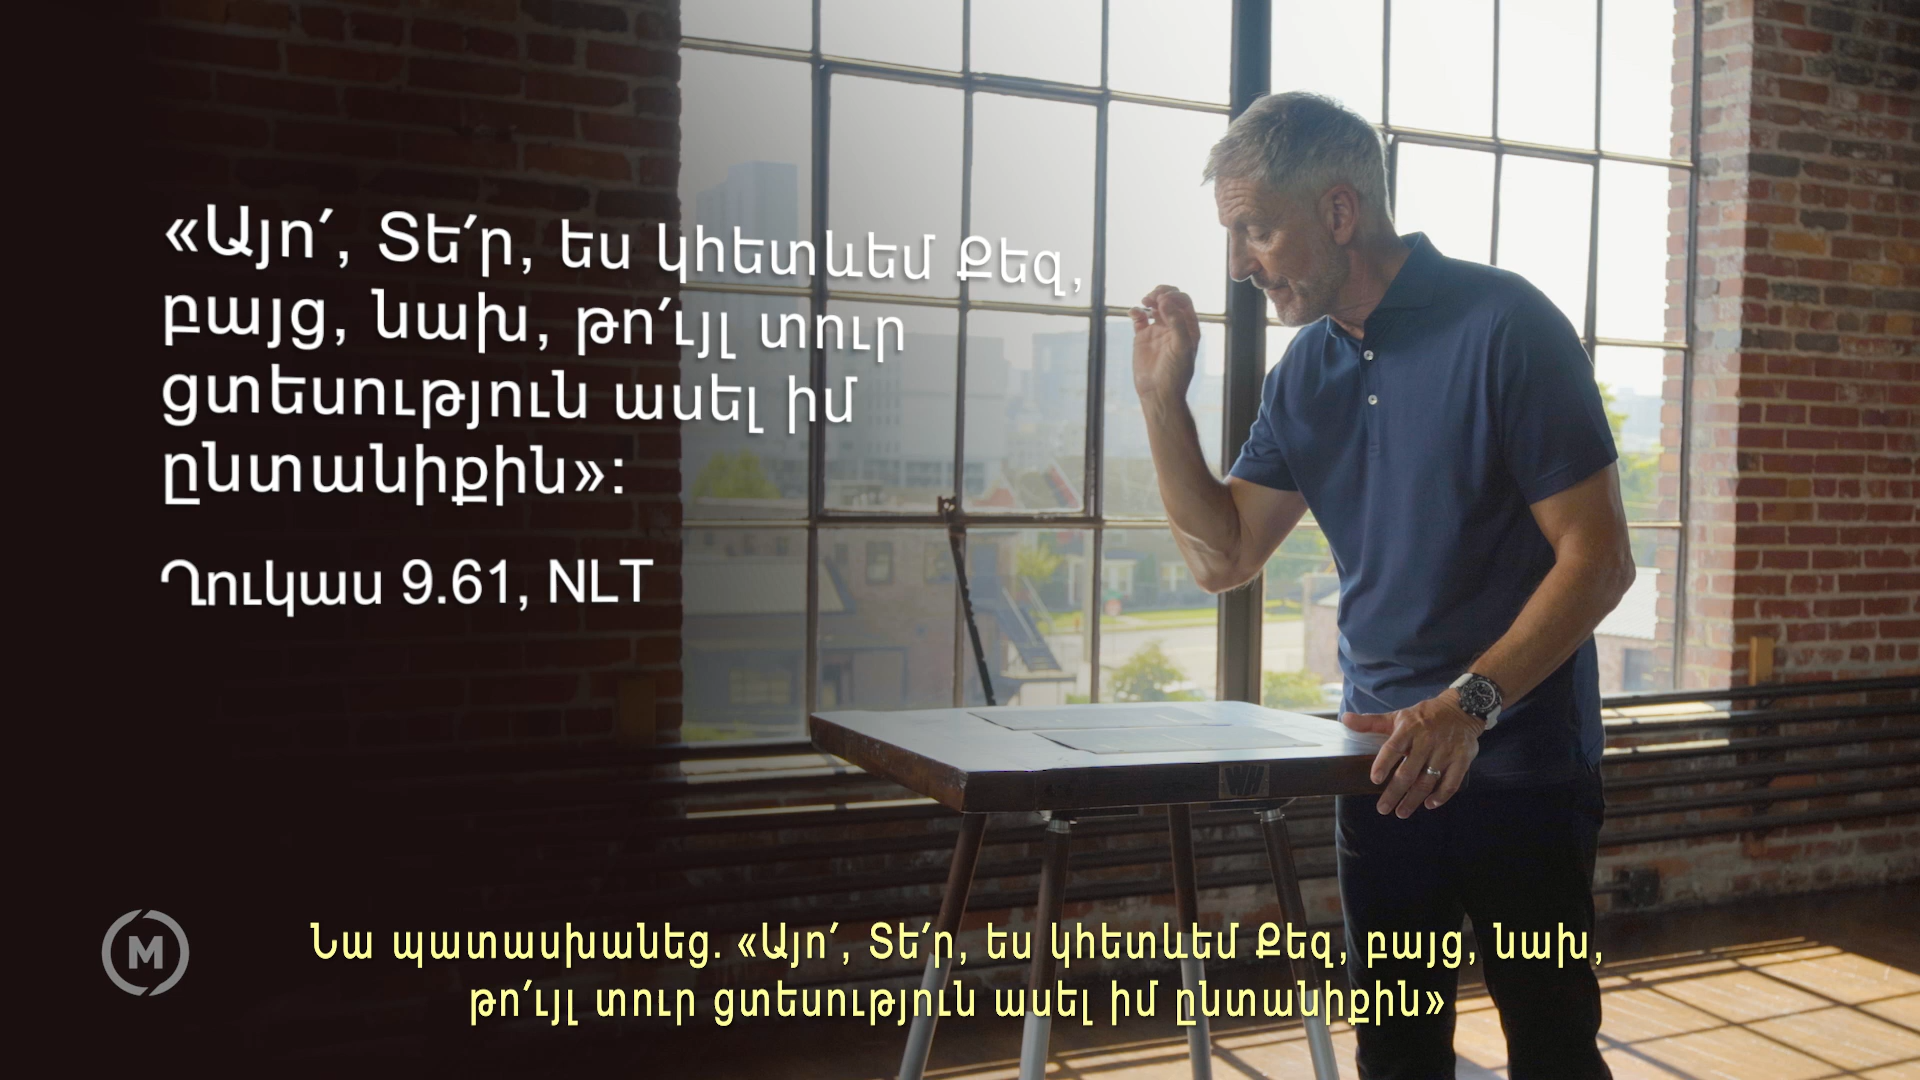 «Այո՛, Տե՛ր, ես կհետևեմ Քեզ,
բայց, նախ, թո՛ւյլ տուր
ցտեսություն ասել իմ
ընտանիքին»:
Ղուկաս 9.61, NLT
M
Նա պատասխանեց. «Այո՛, Տե՛ր, ես կհետևեմ Քեզ, բայց, նախ,
թո՛ւյլ տուր ցտեսություն ասել իմ ընտանիքին»